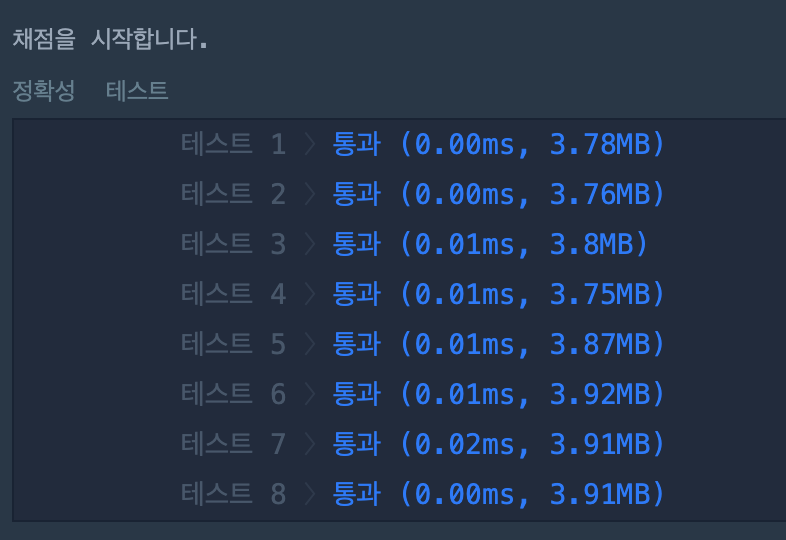 채점을 시작합니다.
정확성 테스트
테스트 1 〉 통과 (0.00ms, 3.78MB)
테스트 2 〉 통과 (0.00ms, 3.76MB)
테스트 3 〉 통과 (0.01ms, 3.8MB)
테스트 4 〉 통과 (0.01ms, 3.75MB)
테스트 5 〉 통과 (0.01ms, 3.87MB)
테스트 6 〉 통과 (0.01ms, 3.92MB)
테스트 7 〉 통과 (0.02ms, 3.91MB)
테스트 8 〉 통과 (0.00ms, 3.91MB)